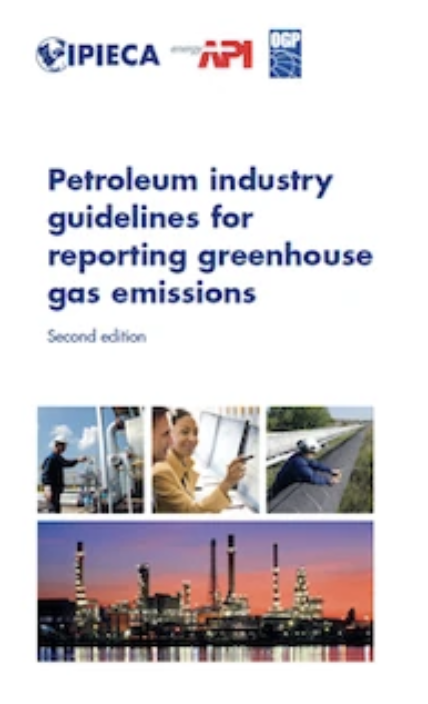 IPIECA energy API OGP
Petroleum industry
guidelines for
reporting greenhouse
gas emissions
Second edition